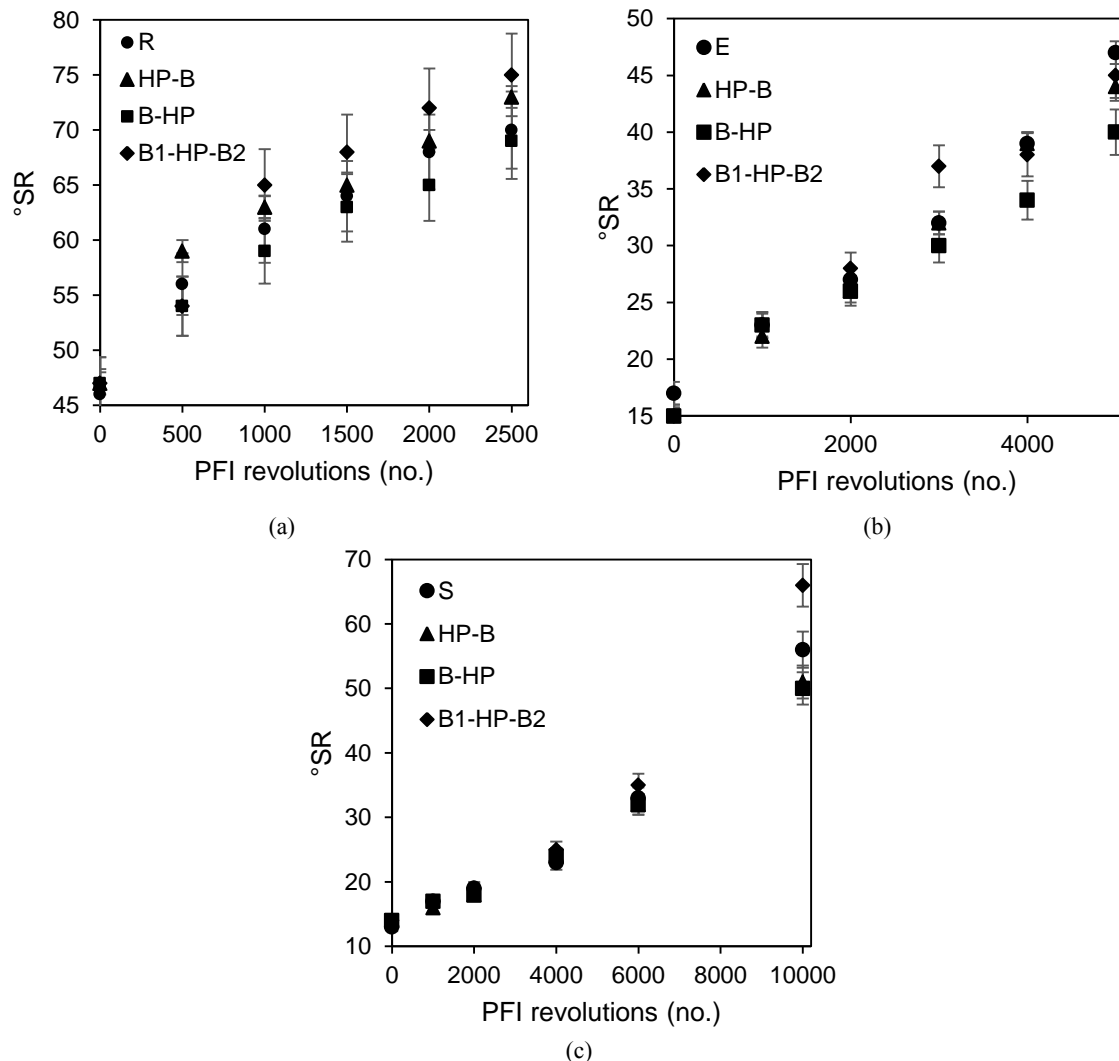 80
75
70
65
60
55
50
45
°SR
R
HP-B
B-HP
B1-HP-B2
0 500 1000 1500 2000 2500
PFI revolutions (no.)
(a)
45
40
35
30
25
20
15
°SR
E
HP-B
B-HP
B1-HP-B2
0 2000 4000
PFI revolutions (no.)
(b)
70
60
50
40
30
20
10
°SR
S
HP-B
B-HP
B1-HP-B2
0 2000 4000 6000 8000 10000
PFI revolutions (no.)
(c)